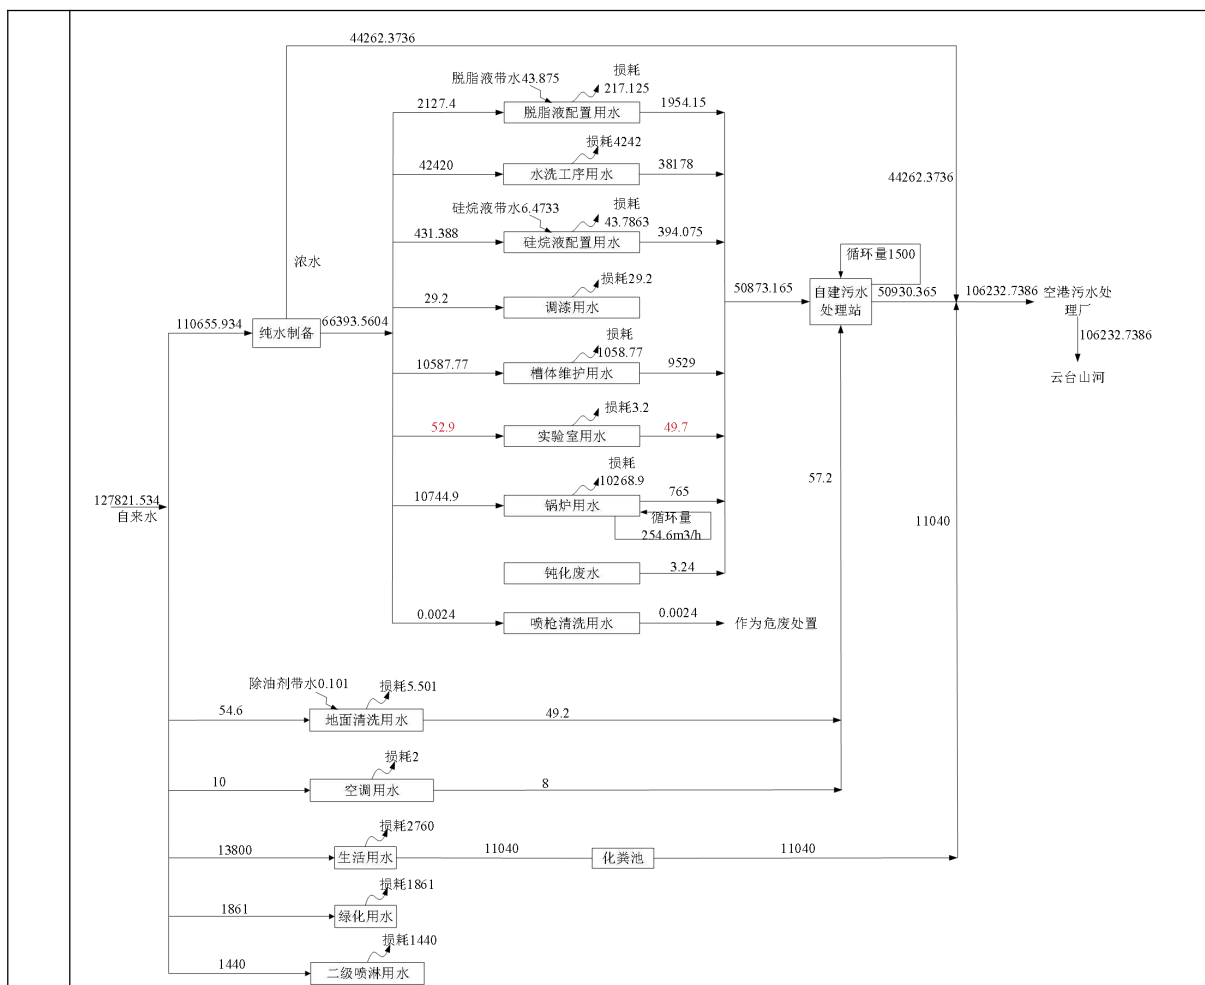 44262.3736
脱脂液带水43.875
损耗
217.125
2127.4
脱脂液配置用水
1954.15
损耗4242
42420
水洗工序用水
38178
44262.3736
硅烷液带水6.4733
损耗
43.7863
431.388
硅烷液配置用水
394.075
浓水
循环量1500
损耗29.2
29.2
调漆用水
50873.165
自建污水
处理站
50930.365
106232.7386
空港污水处
理厂
110655.934
纯水制备
66393.5604
损耗
1058.77
10587.77
槽体维护用水
9529
106232.7386
云台山河
损耗3.2
52.9
实验室用水
49.7
损耗
10268.9
10744.9
锅炉用水
765
循环量
254.6m3/h
57.2
127821.534
自来水
11040
钝化废水
3.24
0.0024
喷枪清洗用水
0.0024
作为危废处置
除油剂带水0.101
损耗5.501
54.6
地面清洗用水
49.2
损耗2
10
空调用水
8
损耗2760
13800
生活用水
11040
化粪池
11040
损耗1861
1861
绿化用水
损耗1440
1440
二级喷淋用水